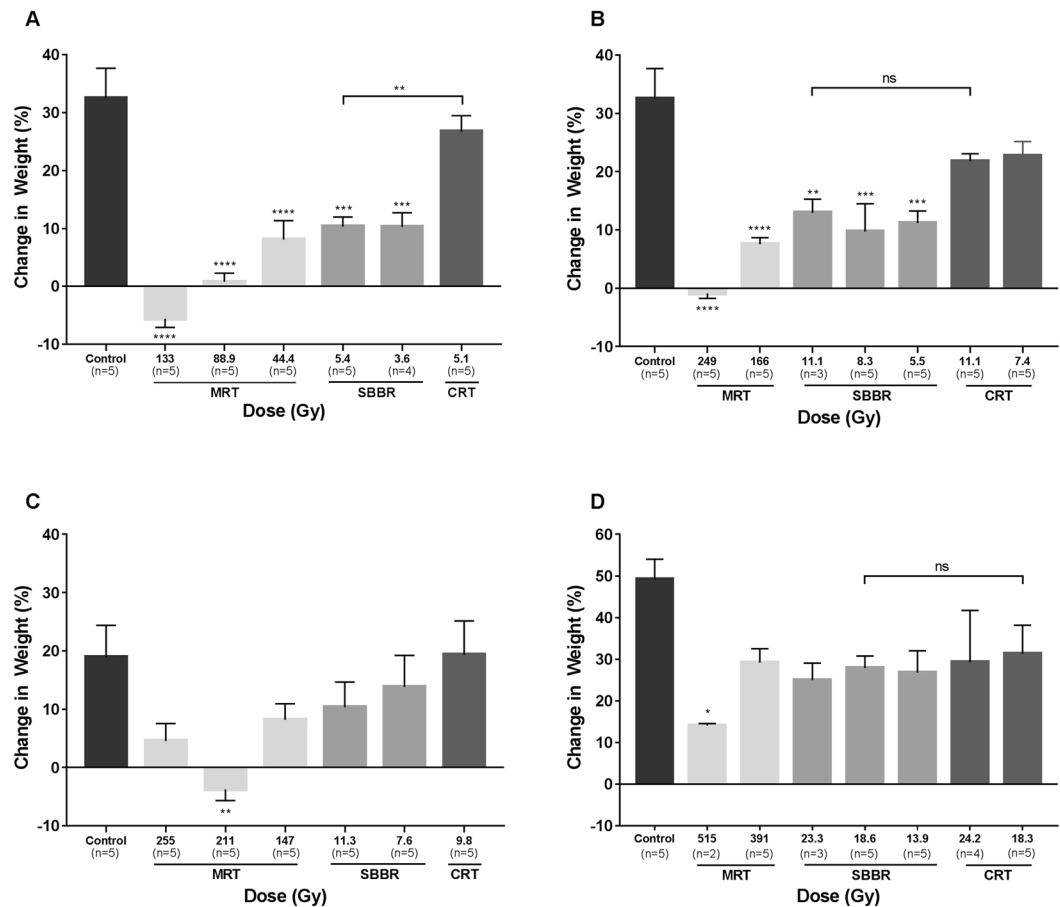 A
Change in Weight (%)
40
30
20
10
0
-10
**
****
****
****
***
***
Control 133 88.9 44.4 5.4 3.6 5.1
(n=5) (n=5) (n=5) (n=5) (n=5) (n=4) (n=5)
MRT SBBR CRT
Dose (Gy)
B
Change in Weight (%)
40
30
20
10
0
-10
ns
****
****
**
***
***
Control 249 166 11.1 8.3 5.5 11.1 7.4
(n=5) (n=5) (n=5) (n=3) (n=5) (n=5) (n=5) (n=5)
MRT SBBR CRT
Dose (Gy)
C
Change in Weight (%)
40
30
20
10
0
-10
**
Control 255 211 147 11.3 7.6 9.8
(n=5) (n=5) (n=5) (n=5) (n=5) (n=5) (n=5)
MRT SBBR CRT
Dose (Gy)
D
Change in Weight (%)
60
50
40
30
20
10
0
-10
ns
*
Control 515 391 23.3 18.6 13.9 24.2 18.3
(n=5) (n=2) (n=5) (n=3) (n=5) (n=5) (n=4) (n=5)
MRT SBBR CRT
Dose (Gy)